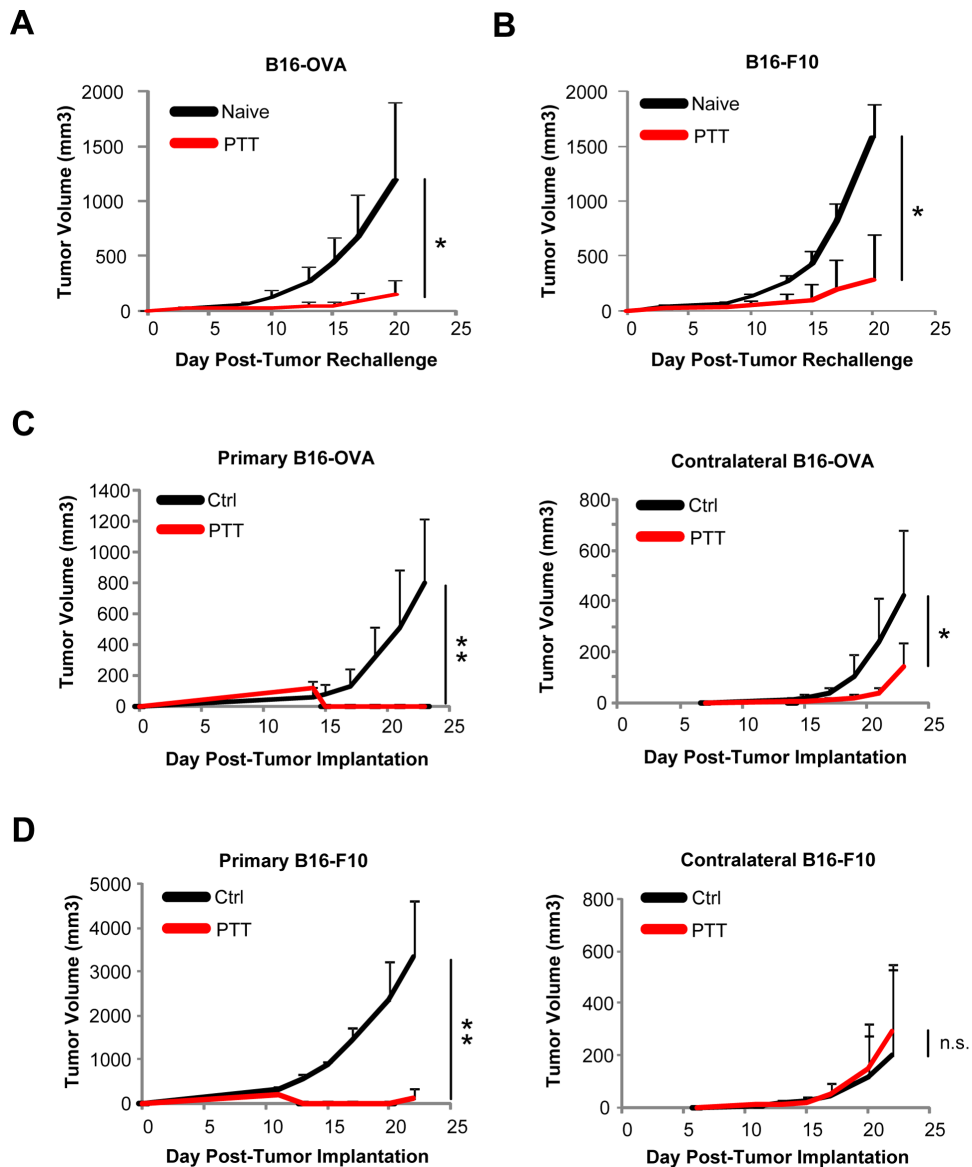 A
B16-OVA
Tumor Volume (mm3)
2000
1500
1000
500
0
Naive
PTT
*
0 5 10 15 20 25
Day Post-Tumor Rechallenge
B
B16-F10
Tumor Volume (mm3)
2000
1500
1000
500
0
Naive
PTT
*
0 5 10 15 20 25
Day Post-Tumor Rechallenge
C
Primary B16-OVA
Tumor Volume (mm3)
1400
1200
1000
800
600
400
200
0
Ctrl
PTT
**
0 5 10 15 20 25
Day Post-Tumor Implantation
Contralateral B16-OVA
Tumor Volume (mm3)
800
600
400
200
0
Ctrl
PTT
*
0 5 10 15 20 25
Day Post-Tumor Implantation
D
Primary B16-F10
Tumor Volume (mm3)
5000
4000
3000
2000
1000
0
Ctrl
PTT
**
0 5 10 15 20 25
Day Post-Tumor Implantation
Contralateral B16-F10
Tumor Volume (mm3)
800
600
400
200
0
Ctrl
PTT
n.s.
0 5 10 15 20 25
Day Post-Tumor Implantation